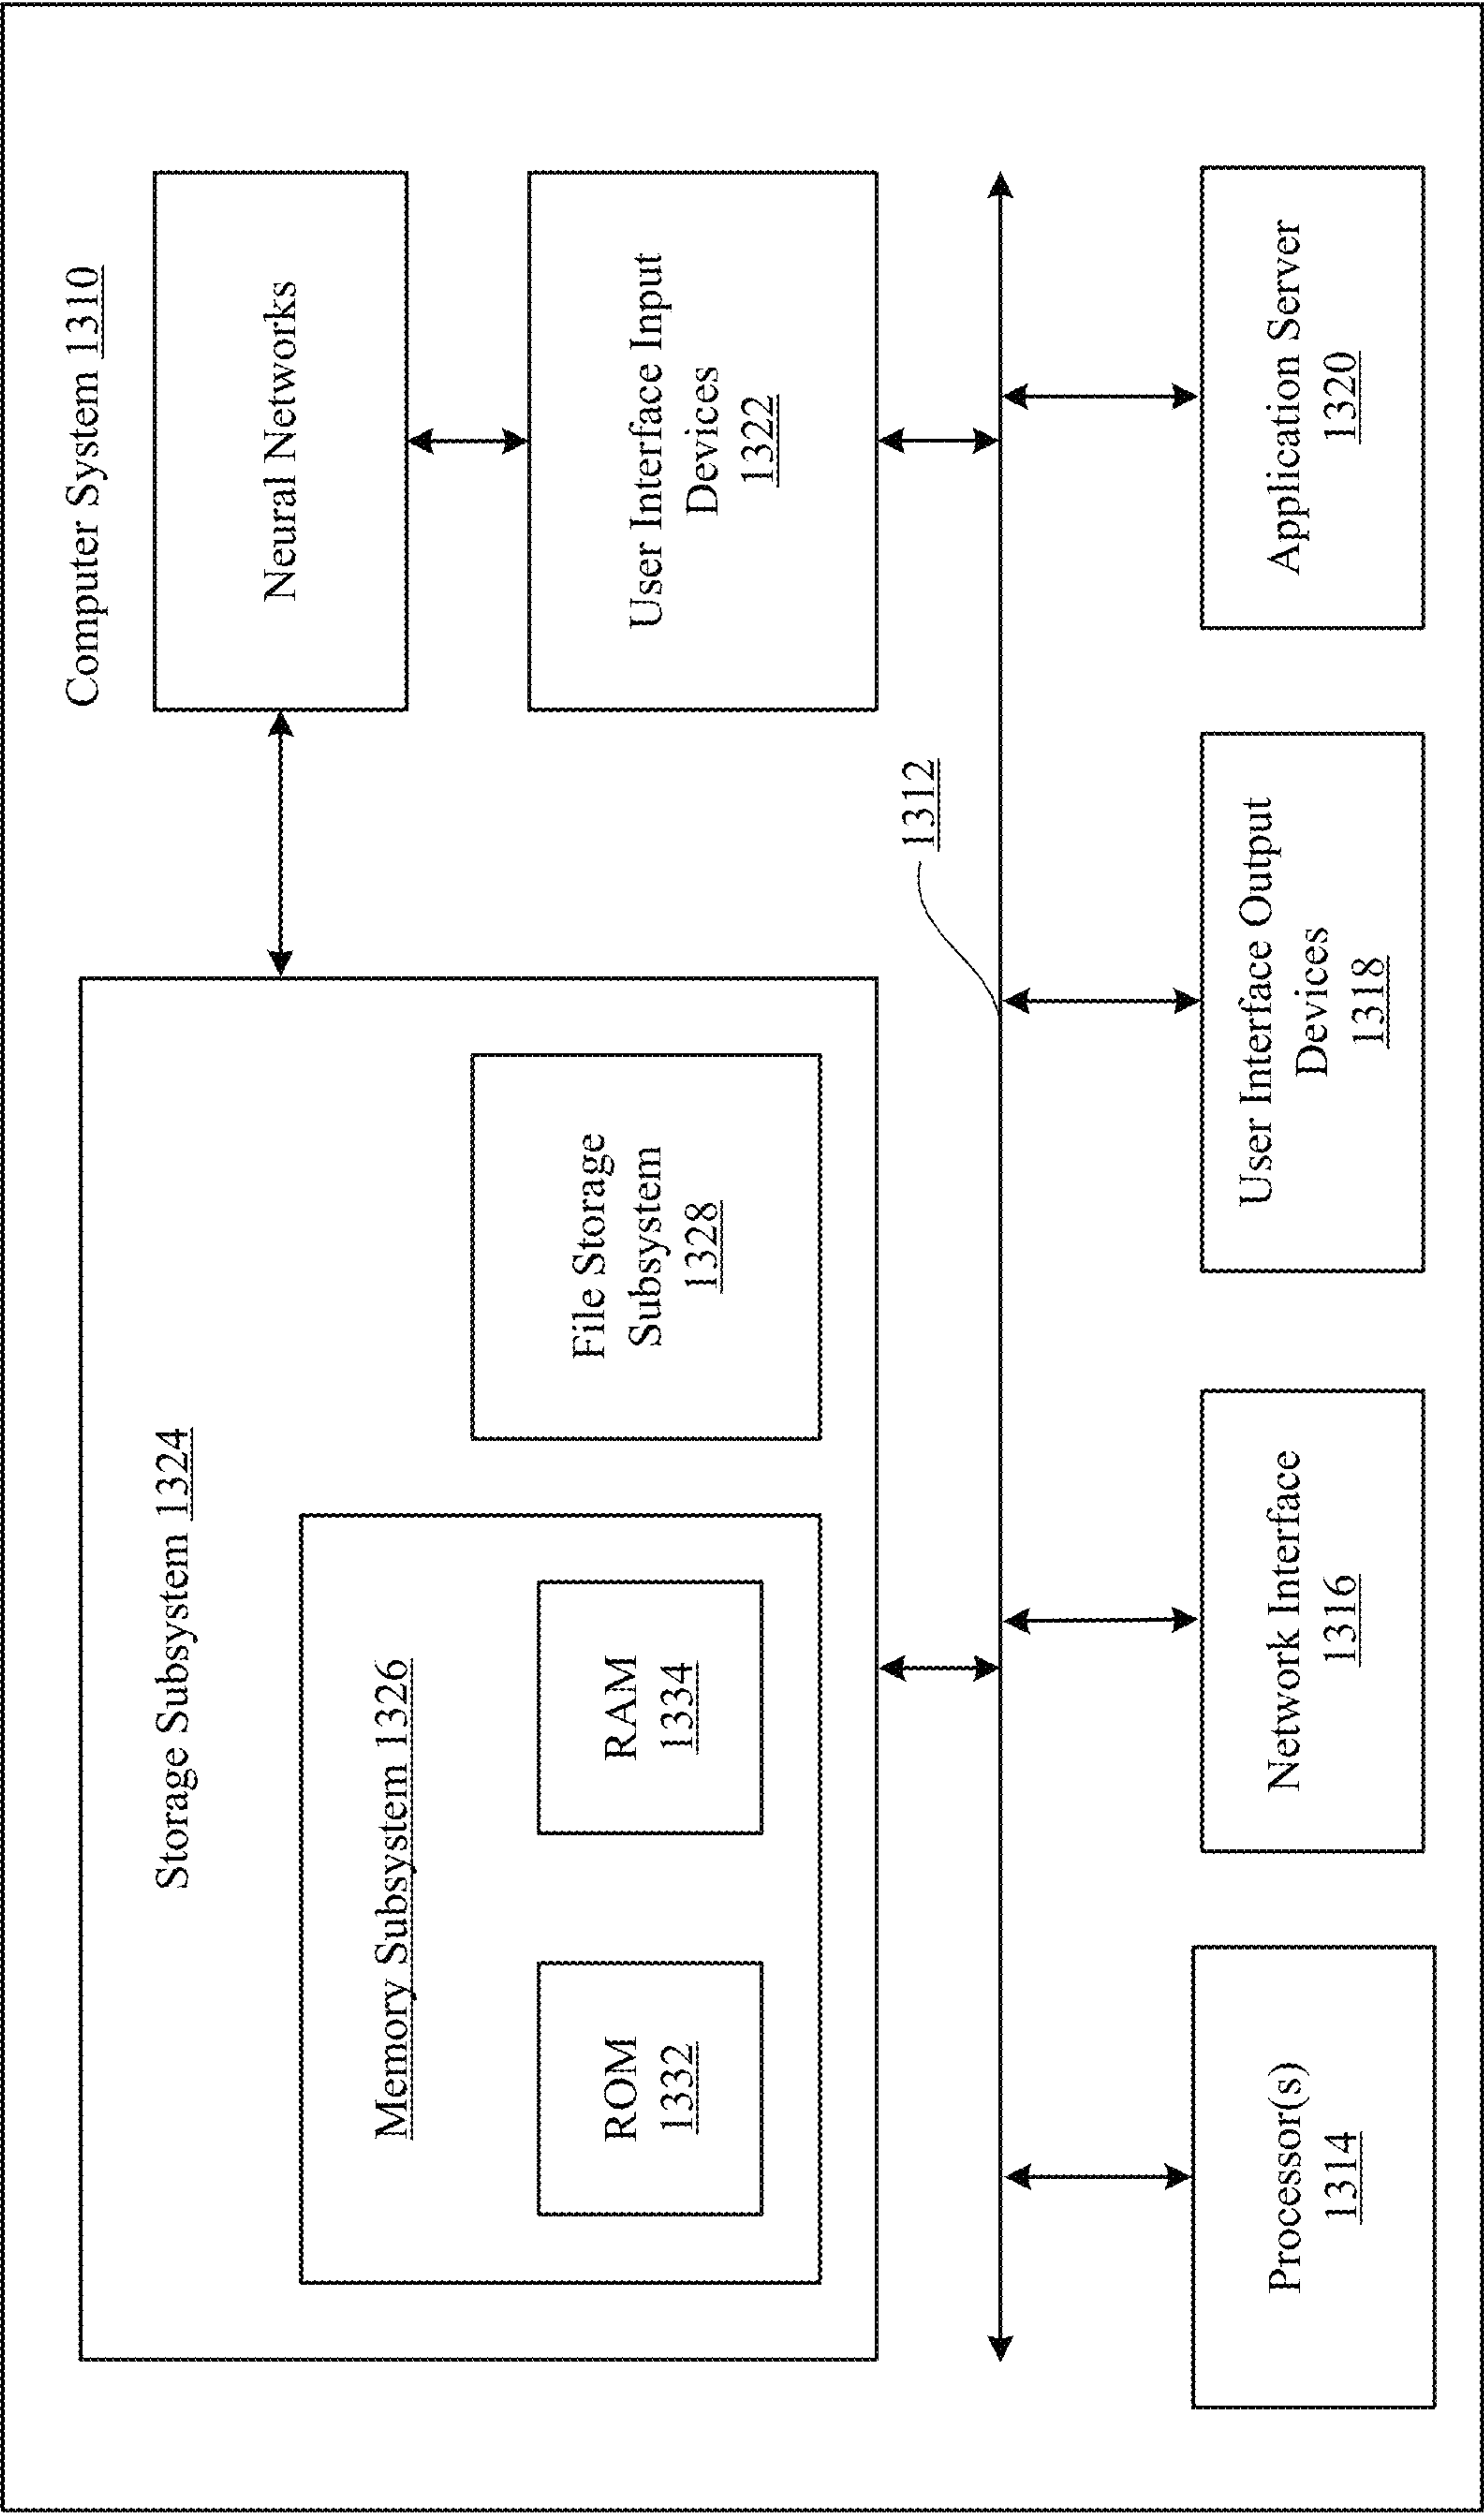 Computer System 1310
Storage Subsystem 1324
Memory Subsystem 1326
ROM
1332
RAM
1334
File Storage
Subsystem
1328
Neural Networks
User Interface Input
Devices
1322
1312
Processor(s)
1314
Network Interface
1316
User Interface Output
Devices
1318
Application Server
1320